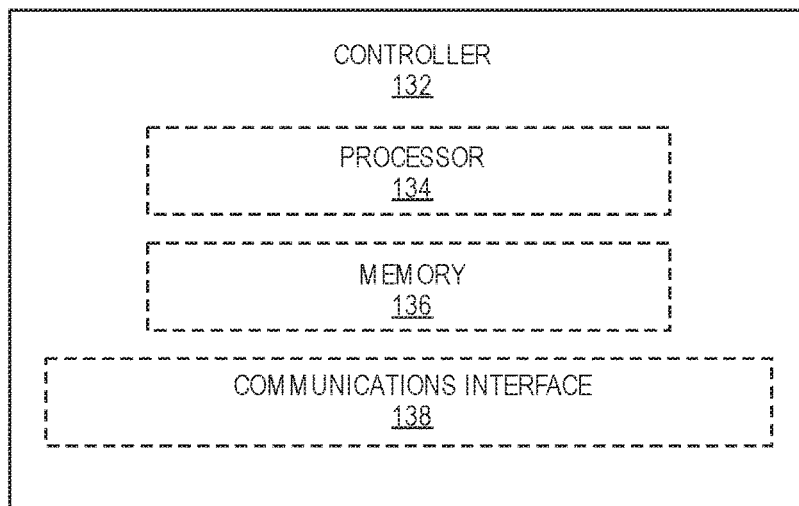 CONTROLLER
132
PROCESSOR
134
MEMORY
136
COMMUNICATIONS INTERFACE
138